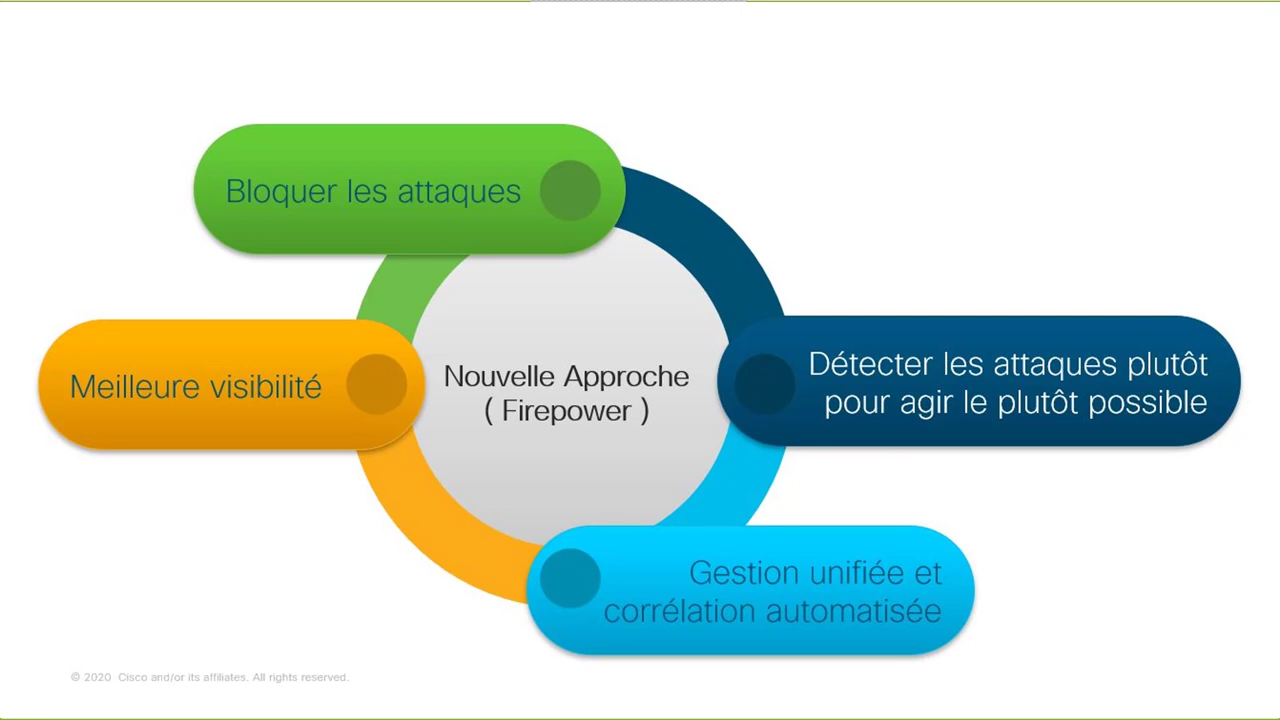 Bloquer les attaques
Meilleure visibilité
Nouvelle Approche
( Firepower )
Détecter les attaques plutôt
pour agir le plutôt possible
Gestion unifiée et
corrélation automatisée
© 2020 Cisco and/or its affiliates. All rights reserved.